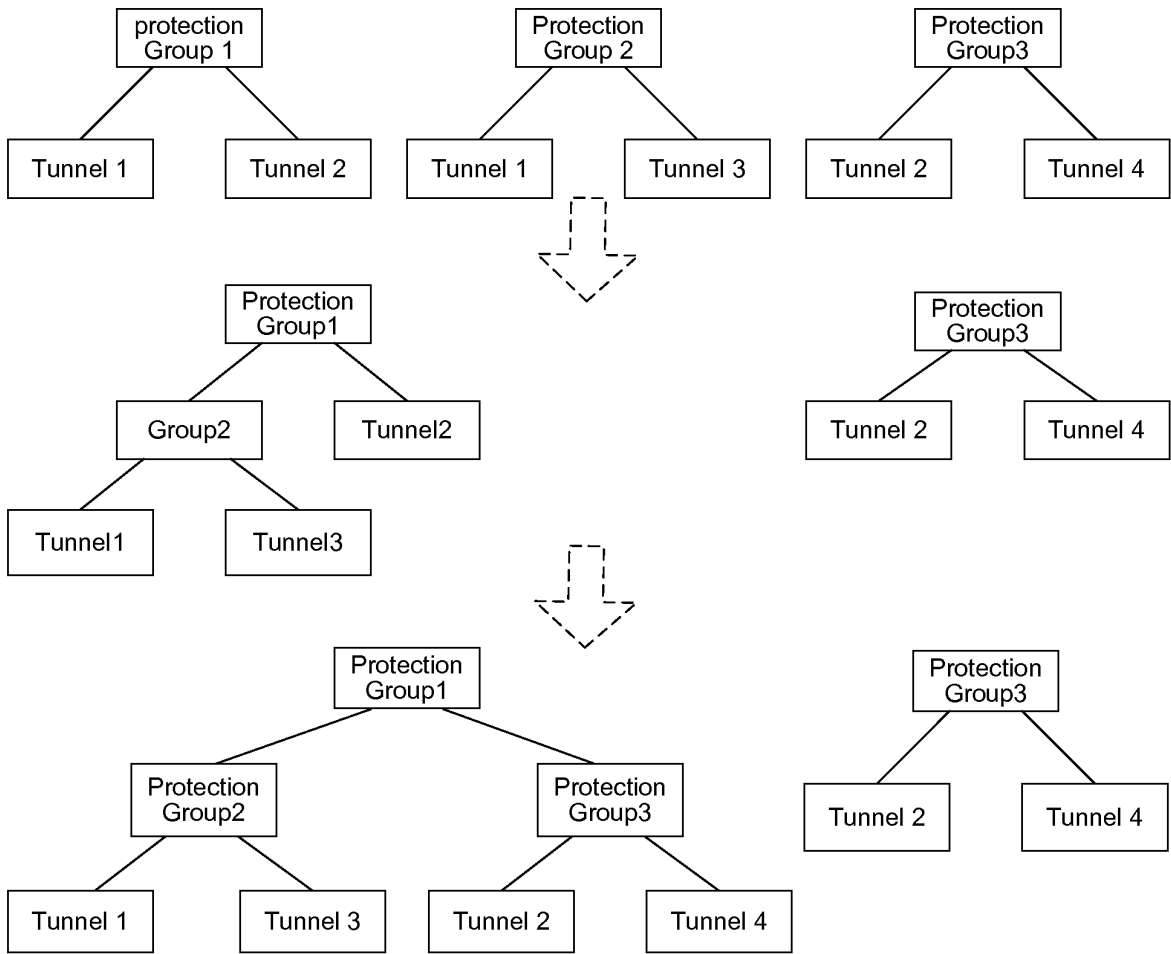 protection
Group 1
Protection
Group 2
Protection
Group3
Tunnel 1
Tunnel 2
Tunnel 1
Tunnel 3
Tunnel 2
Tunnel 4
Protection
Group1
Protection
Group3
Group2
Tunnel2
Tunnel 2
Tunnel 4
Tunnel1
Tunnel3
Protection
Group1
Protection
Group3
Protection
Group2
Protection
Group3
Tunnel 2
Tunnel 4
Tunnel 1
Tunnel 3
Tunnel 2
Tunnel 4